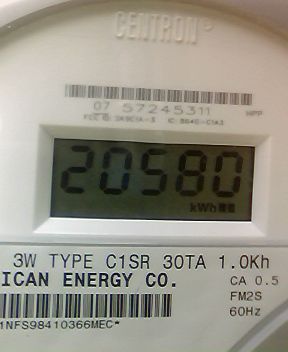 CENTRON®
07 57245311
20580
kWh
3W TYPE C1SR 30TA 1.0Kh
ICAN ENERGY CO. CA 0.5
FM2S
60Hz
1NFS98410366MEC*